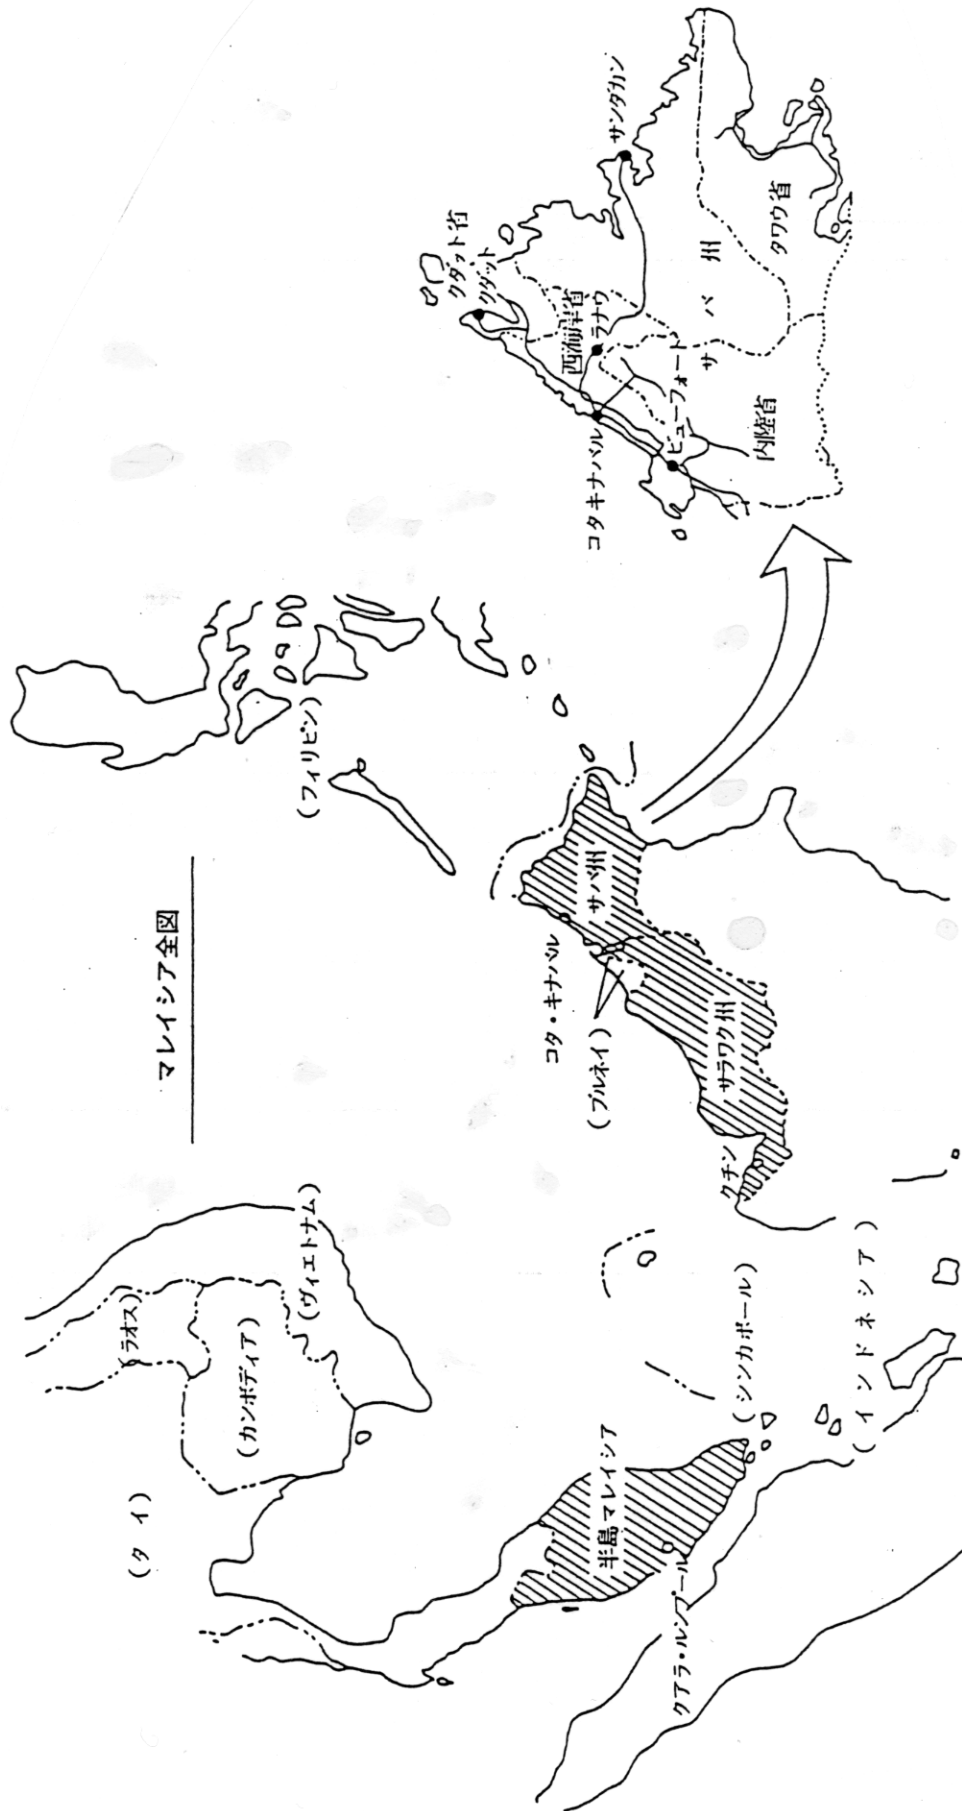 マレイシア全図
(タイ)
(ラオス)
(カンボディア)
(ヴィエトナム)
(フィリピン)
半島マレイシア
クアラ・ルンプール
(シンカポール)
(インドネシア)
クチン
サラワク州
(ブルネイ)
コタ・キナバル
サバ州
クタット省
クダット
西海岸省
ラナウ
サンダカン
コタキナバル
ビューフォート
サバ州
内陸省
タワウ省